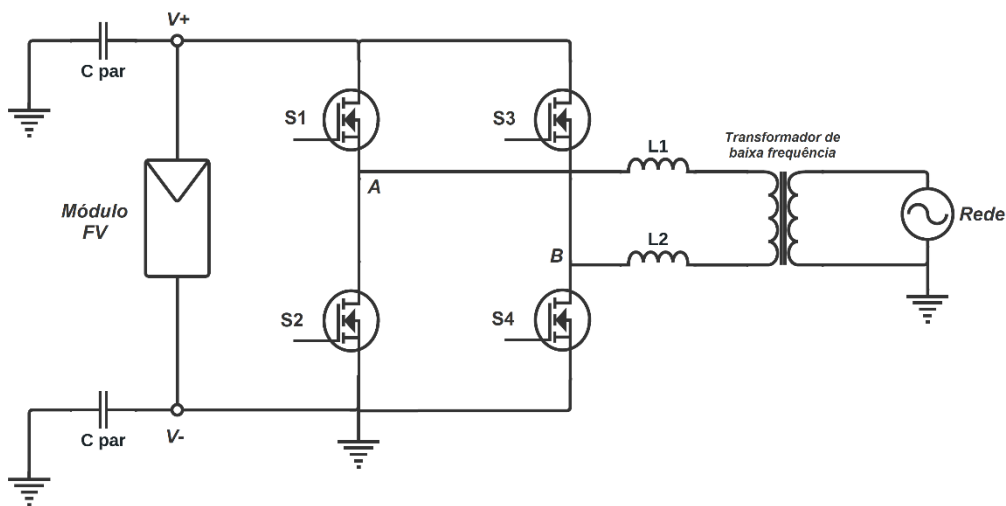 V+
C par
S1
S3
Transformador de
baixa frequência
L1
A
Módulo
FV
Rede
B
L2
S2
S4
C par
V-